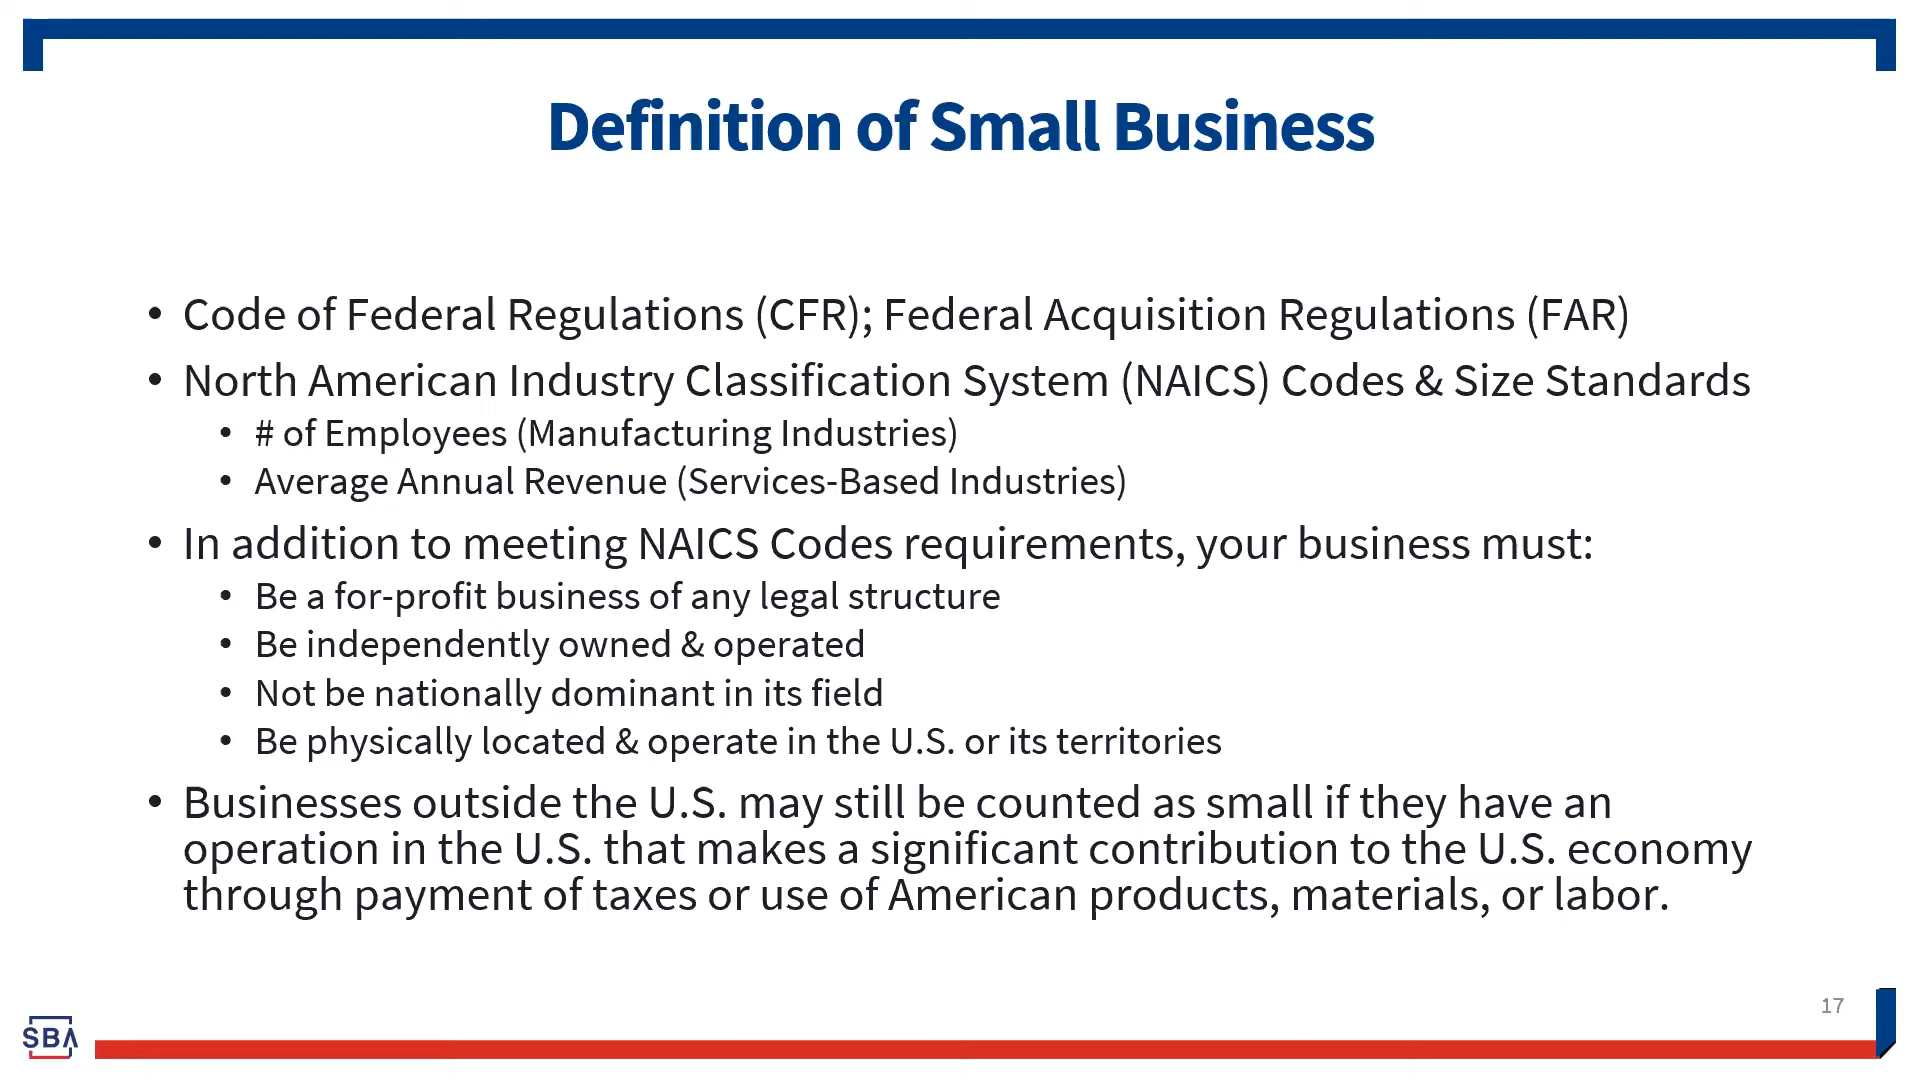 Definition of Small Business
• Code of Federal Regulations (CFR); Federal Acquisition Regulations (FAR)
• North American Industry Classification System (NAICS) Codes & Size Standards
• # of Employees (Manufacturing Industries)
• Average Annual Revenue (Services-Based Industries)
• In addition to meeting NAICS Codes requirements, your business must:
• Be a for-profit business of any legal structure
• Be independently owned & operated
• Not be nationally dominant in its field
• Be physically located & operate in the U.S. or its territories
• Businesses outside the U.S. may still be counted as small if they have an
operation in the U.S. that makes a significant contribution to the U.S. economy
through payment of taxes or use of American products, materials, or labor.
17
SBA